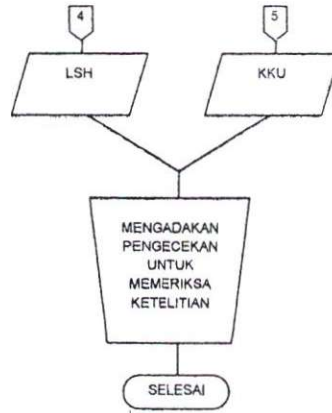 4 5
LSH KKU
MENGADAKAN
PENGECEKAN
UNTUK
MEMERIKSA
KETELITIAN
SELESAI